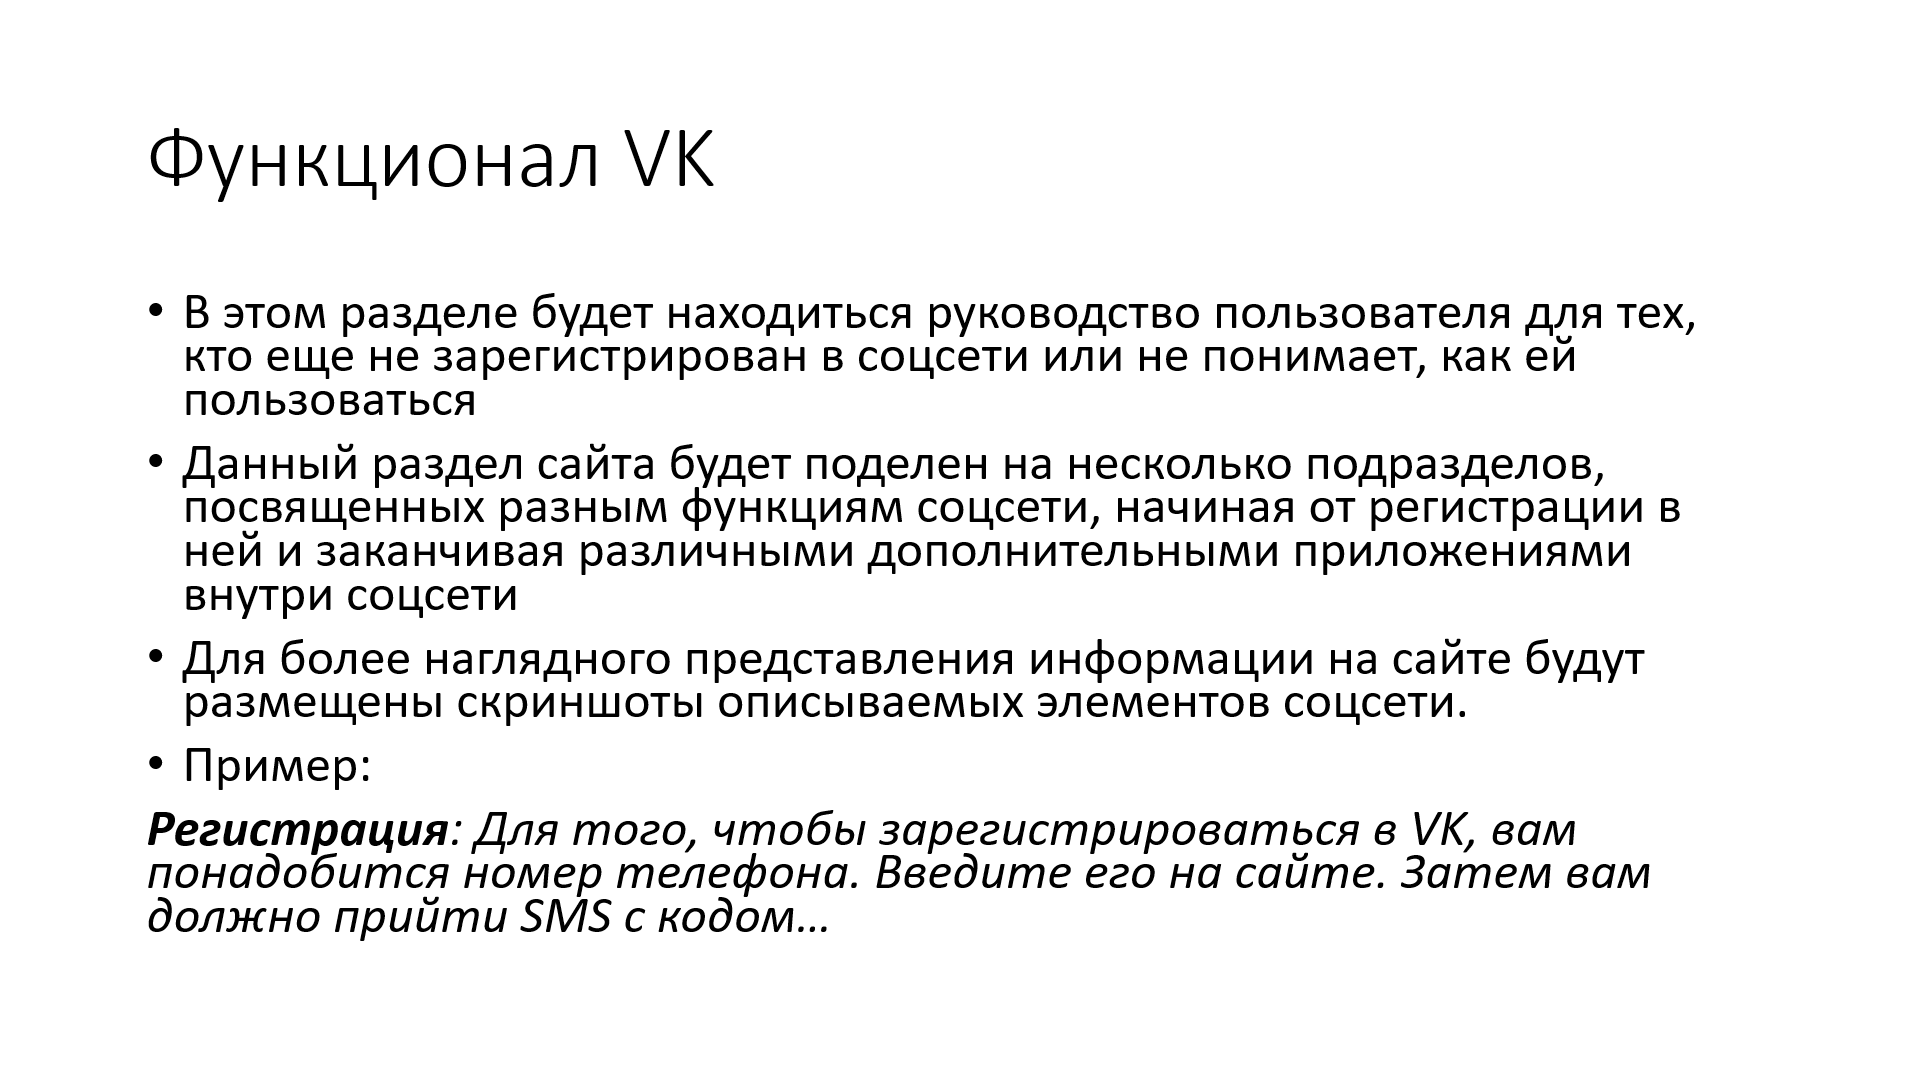 Функционал VK
• В этом разделе будет находиться руководство пользователя для тех,
кто еще не зарегистрирован в соцсети или не понимает, как ей
пользоваться
• Данный раздел сайта будет поделен на несколько подразделов,
посвященных разным функциям соцсети, начиная от регистрации в
ней и заканчивая различными дополнительными приложениями
внутри соцсети
• Для более наглядного представления информации на сайте будут
размещены скриншоты описываемых элементов соцсети.
• Пример:
Регистрация: Для того, чтобы зарегистрироваться в VK, вам
понадобится номер телефона. Введите его на сайте. Затем вам
должно прийти SMS с кодом…